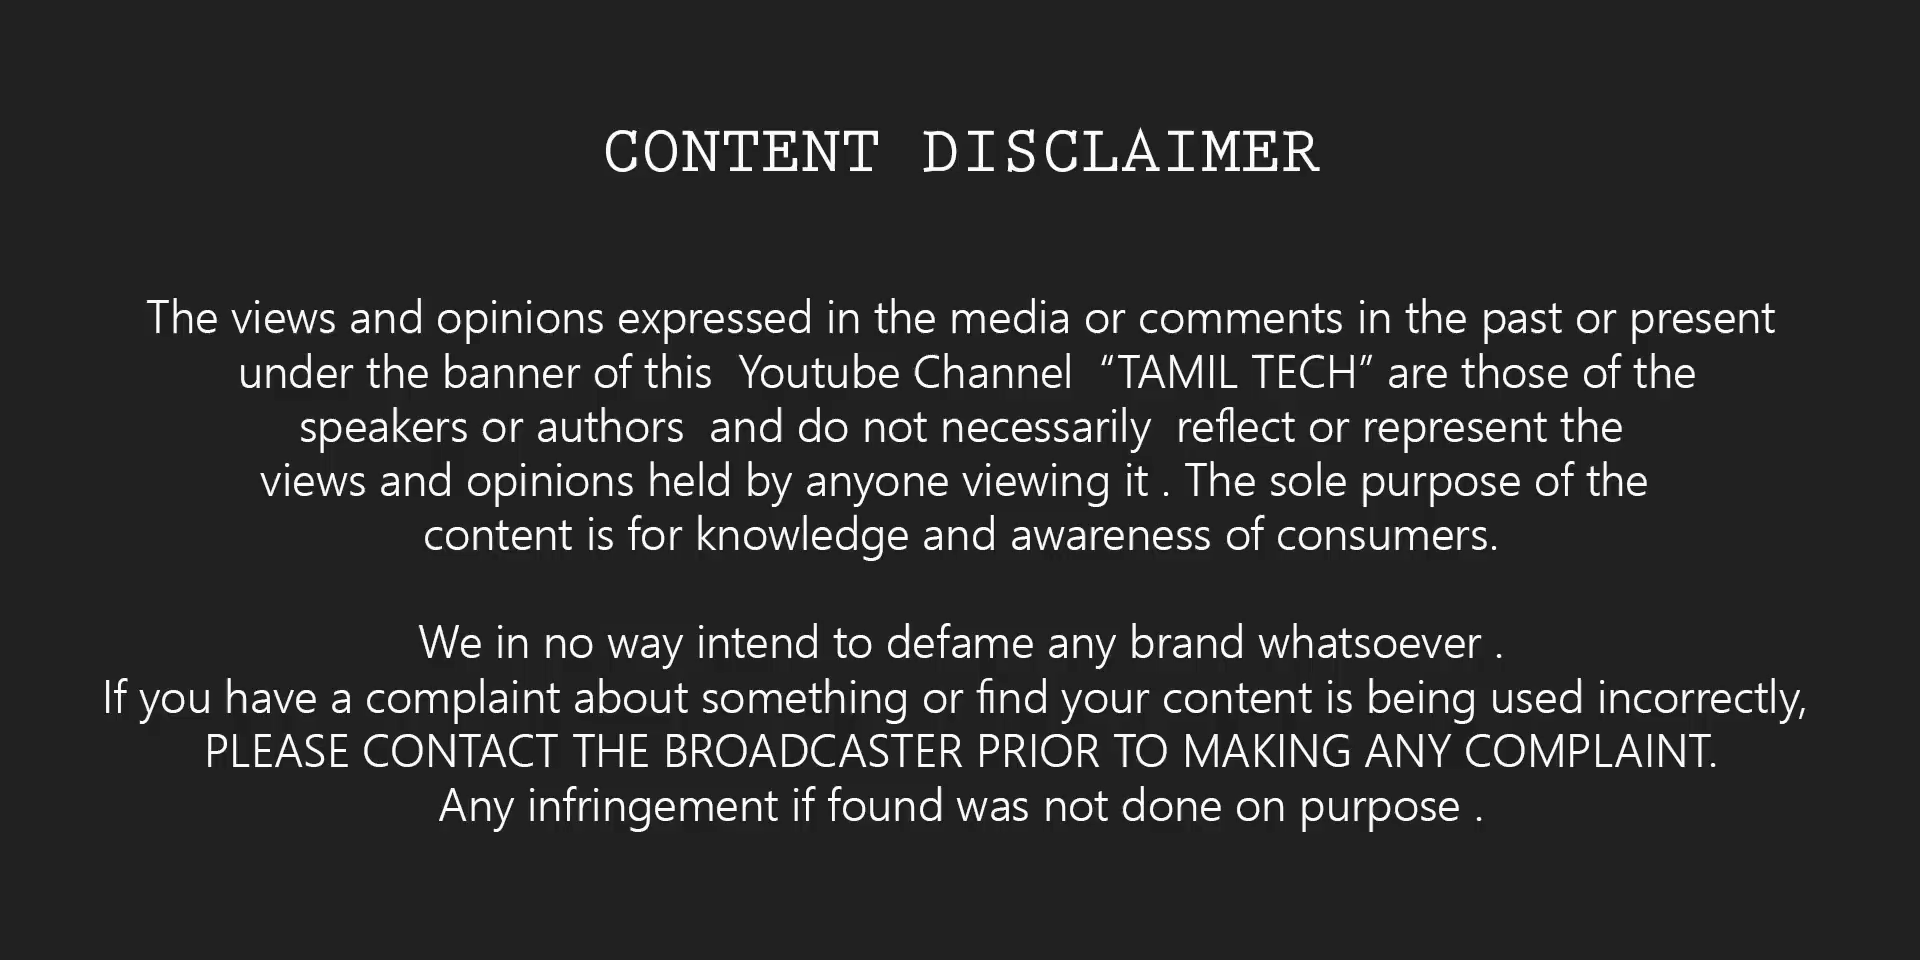 CONTENT DISCLAIMER
The views and opinions expressed in the media or comments in the past or present
under the banner of this Youtube Channel “TAMIL TECH” are those of the
speakers or authors and do not necessarily reflect or represent the
views and opinions held by anyone viewing it . The sole purpose of the
content is for knowledge and awareness of consumers.
We in no way intend to defame any brand whatsoever .
If you have a complaint about something or find your content is being used incorrectly,
PLEASE CONTACT THE BROADCASTER PRIOR TO MAKING ANY COMPLAINT.
Any infringement if found was not done on purpose .